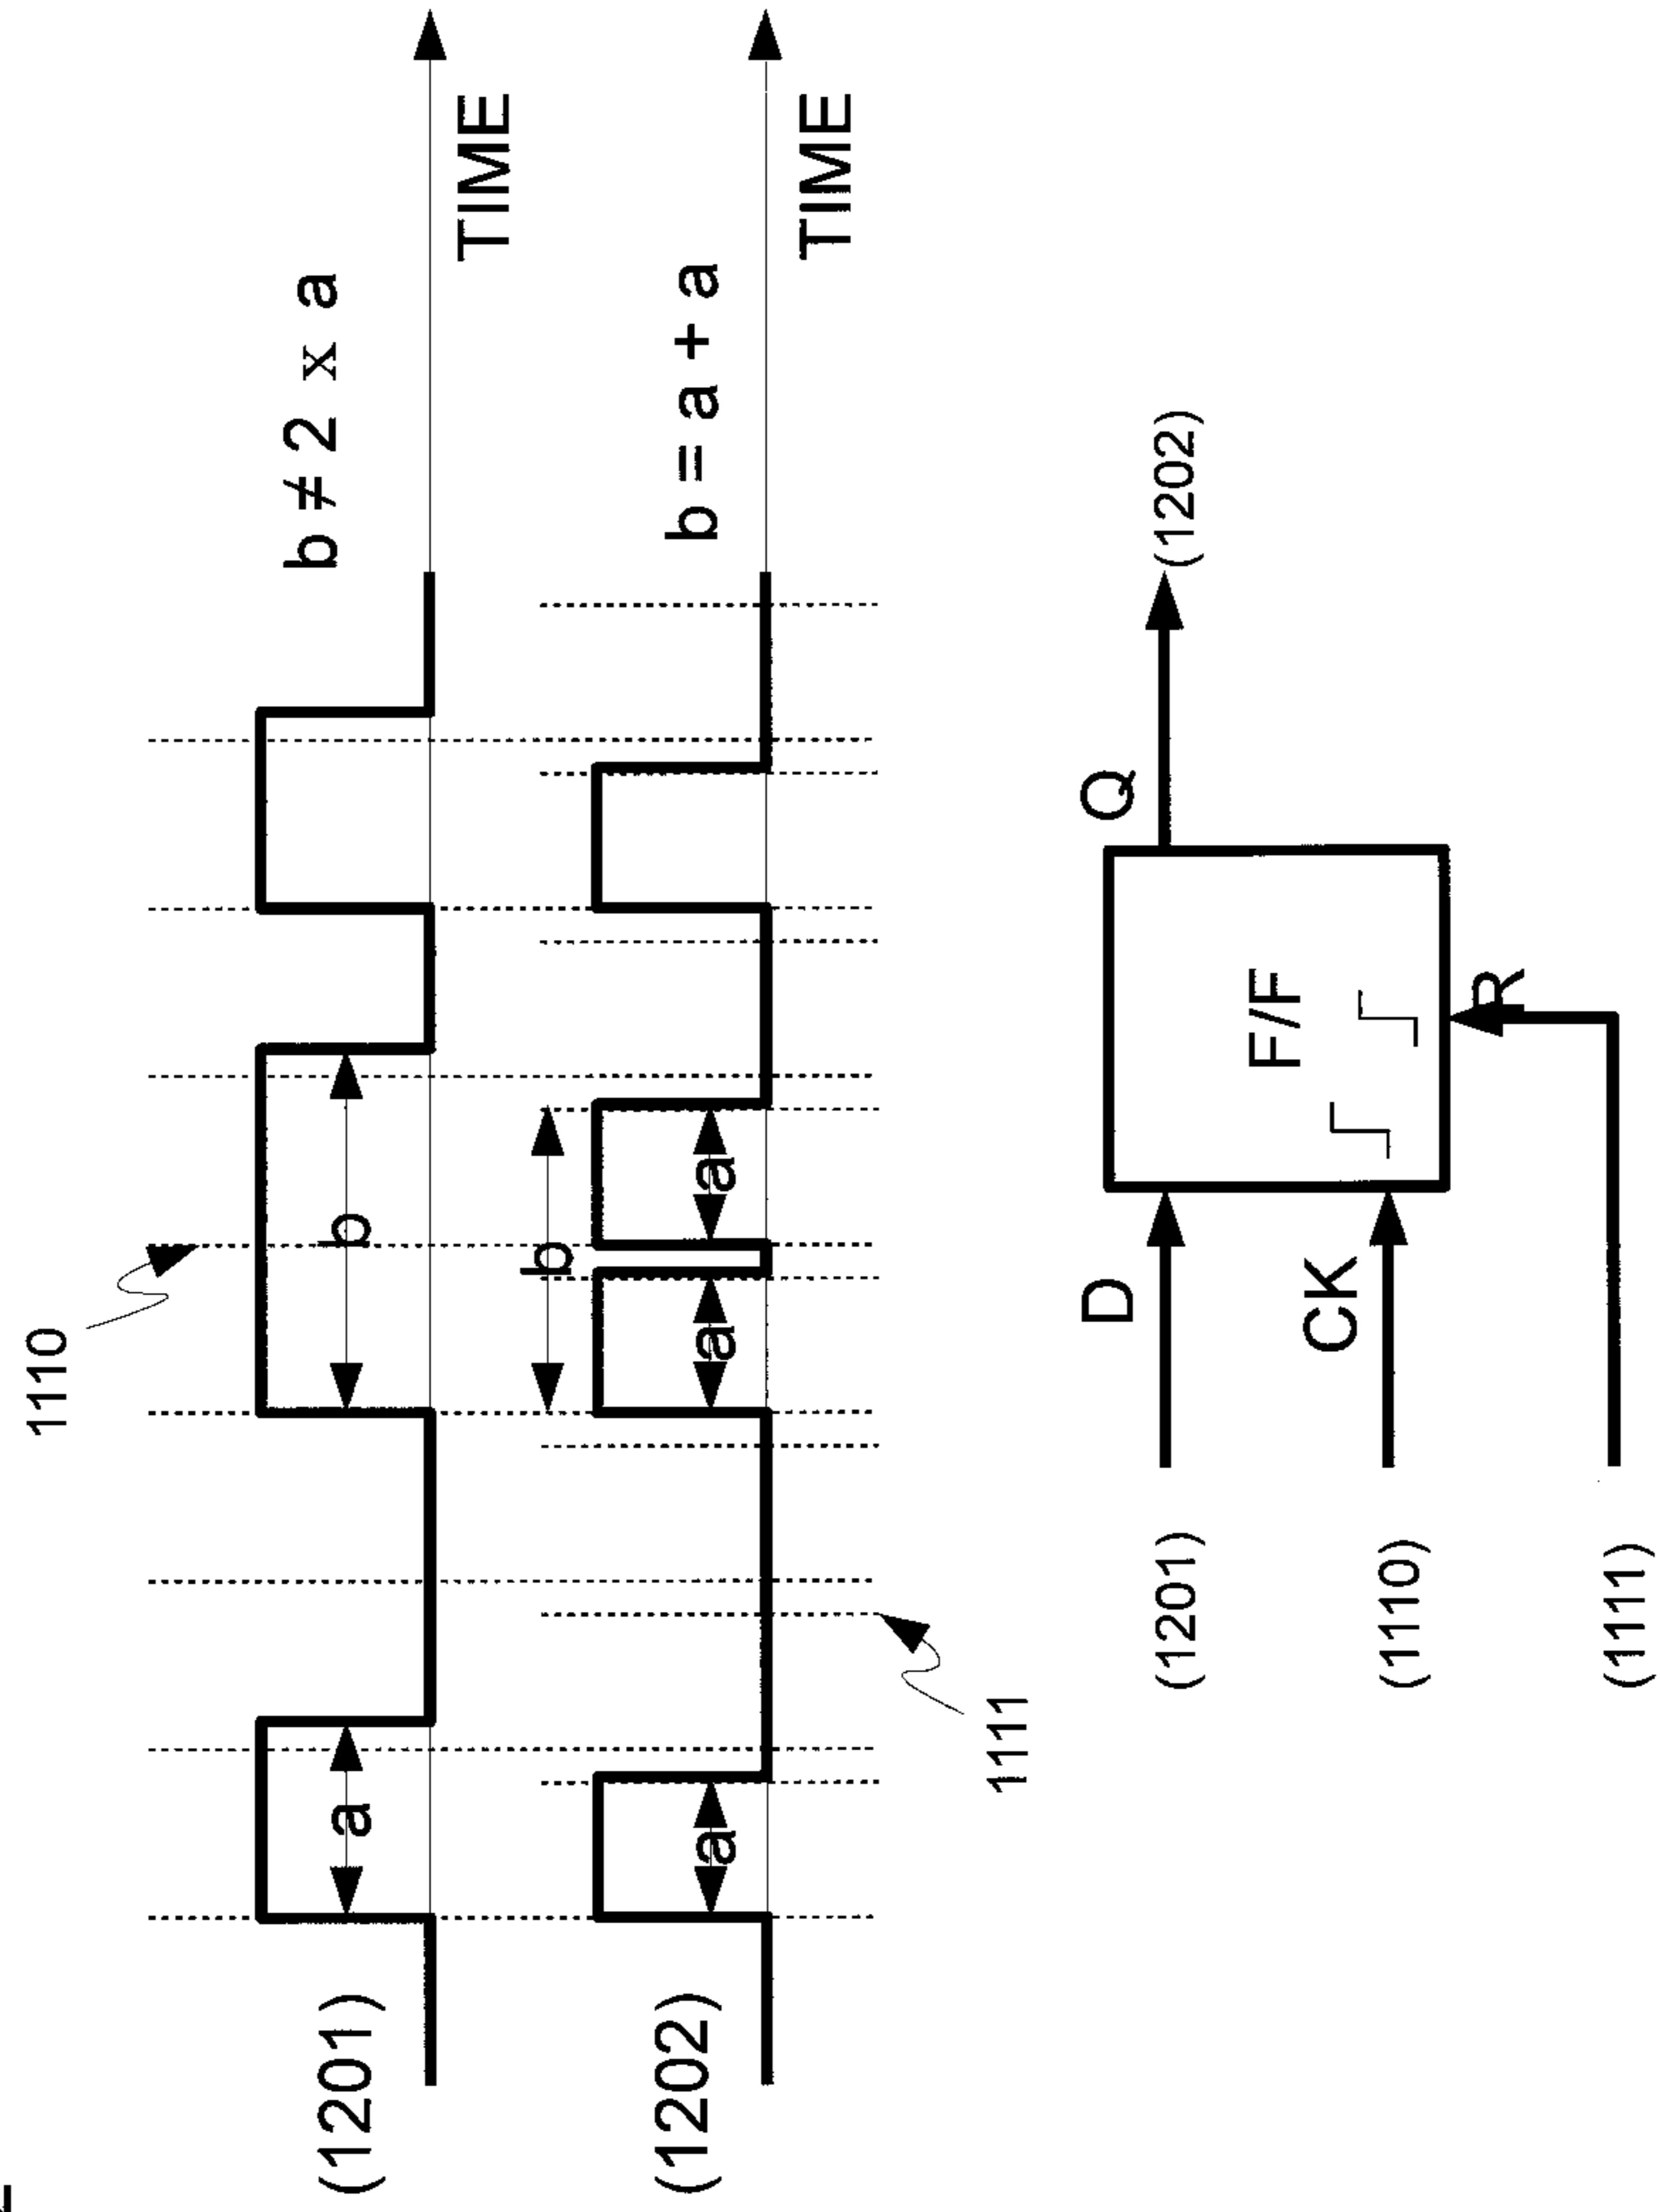 1110
(1201)
a
b
b ≠ 2 x a
TIME
(1202)
a
b
a
a
b = a + a
TIME
1111
(1201)
D
Q
(1202)
F/F
(1110)
CK
R
(1111)